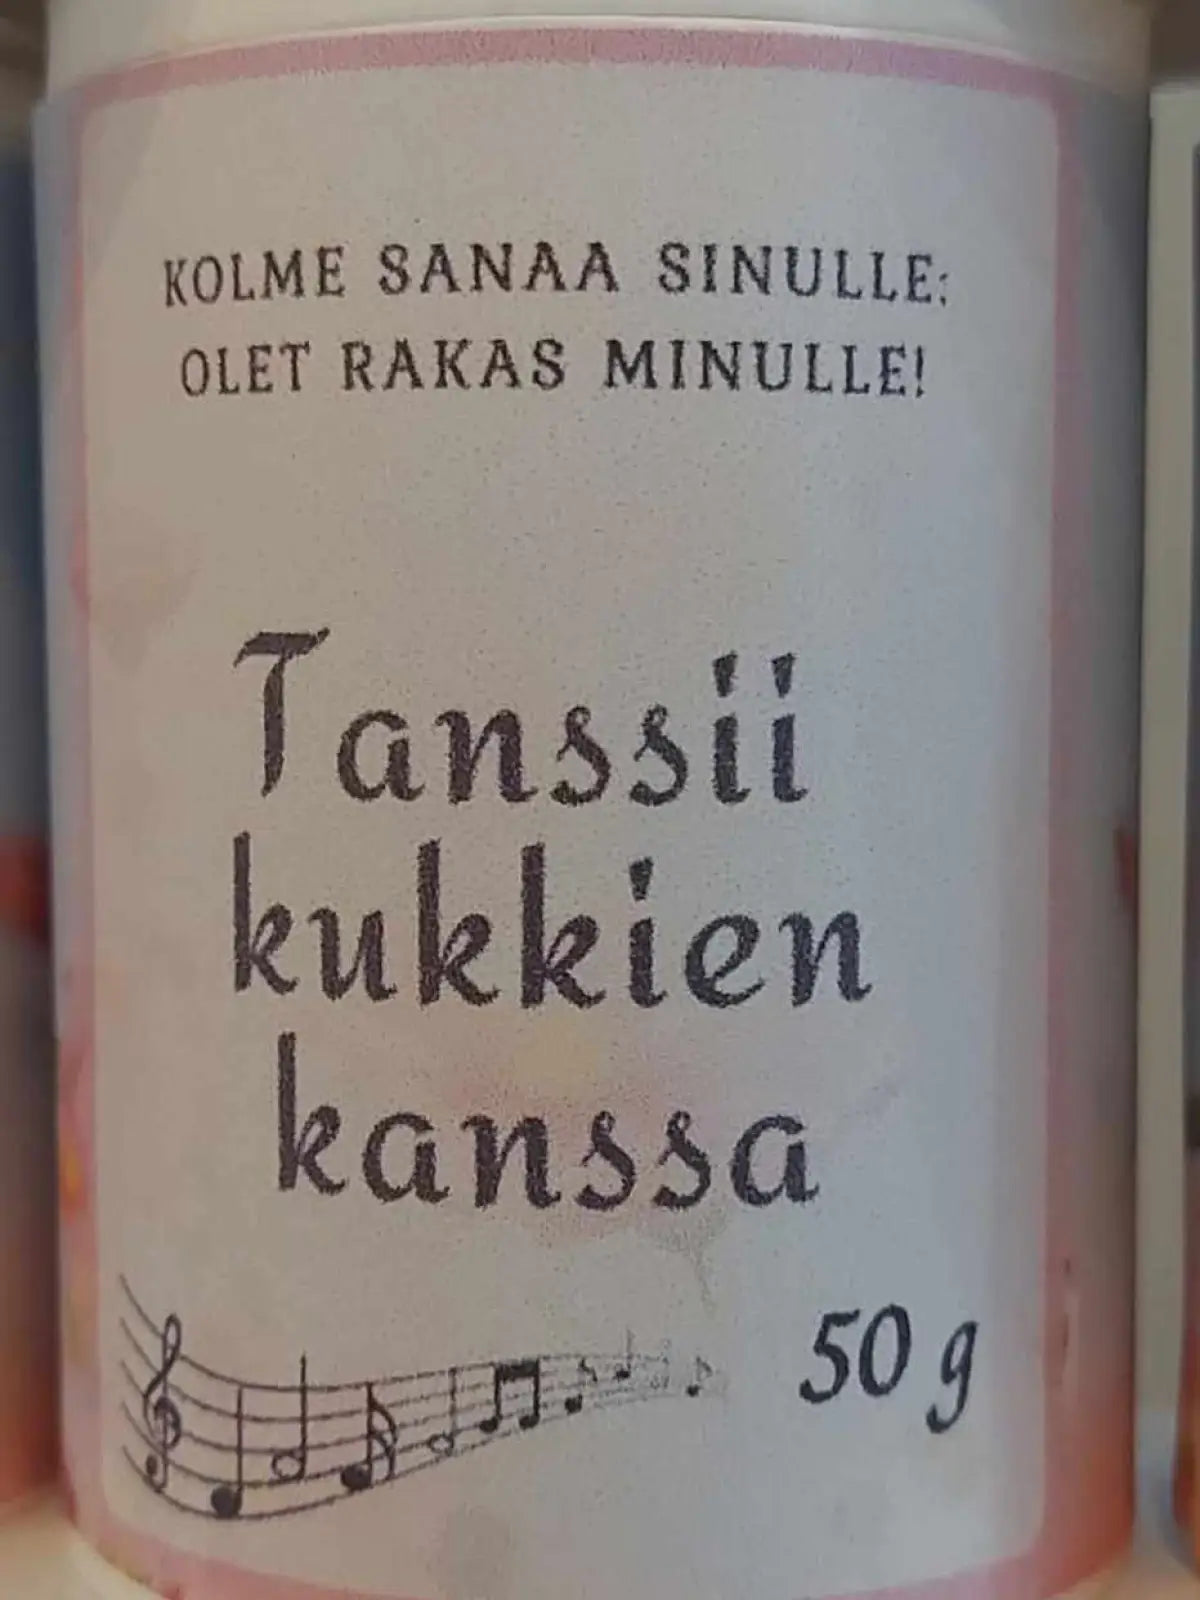 KOLME SANAA SINULLE:
OLET RAKAS MINULLE!
Tanssii
kukkien
kanssa
50 g